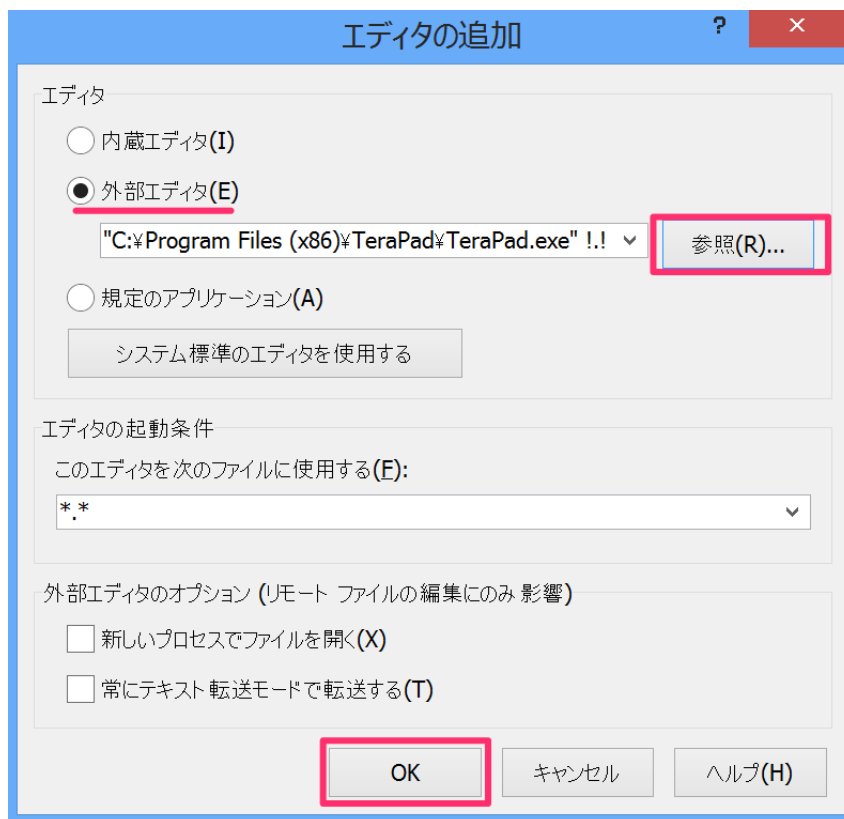 エディタの追加
?
×
エディタ
内蔵エディタ(I)
外部エディタ(E)
"C:¥Program Files (x86)¥TeraPad¥TeraPad.exe" !.!
参照(R)...
規定のアプリケーション(A)
システム標準のエディタを使用する
エディタの起動条件
このエディタを次のファイルに使用する(F):
*.*
外部エディタのオプション (リモート ファイルの編集にのみ 影響)
新しいプロセスでファイルを開く(X)
常にテキスト 転送モードで転送する(T)
OK
キャンセル
ヘルプ(H)